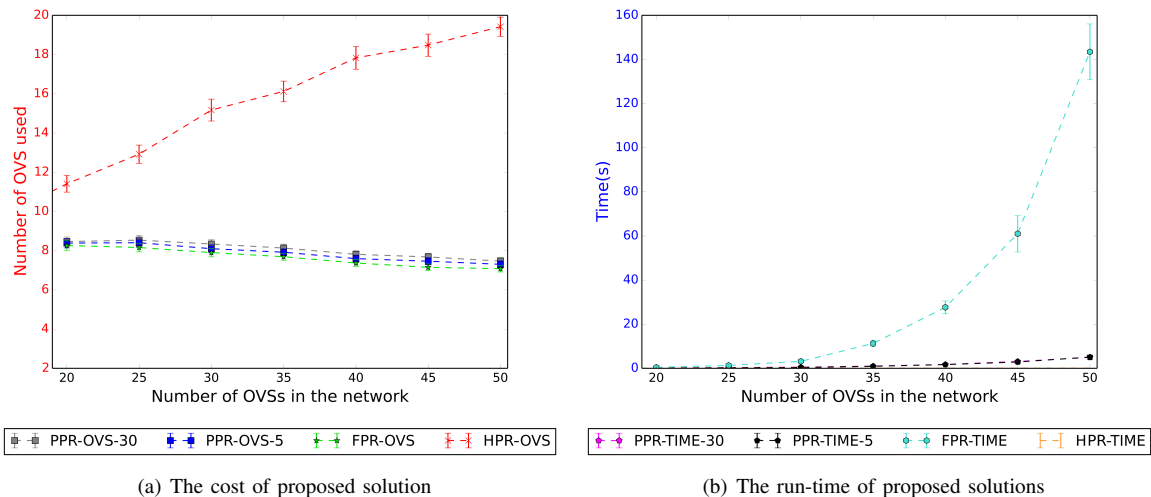 20
18
16
14
12
10
8
6
4
2
Number of OVS used
20 25 30 35 40 45 50
Number of OVSs in the network
PPR-OVS-30 PPR-OVS-5 FPR-OVS HPR-OVS
(a) The cost of proposed solution
160
140
120
100
80
60
40
20
0
Time(s)
20 25 30 35 40 45 50
Number of OVSs in the network
PPR-TIME-30 PPR-TIME-5 FPR-TIME HPR-TIME
(b) The run-time of proposed solutions